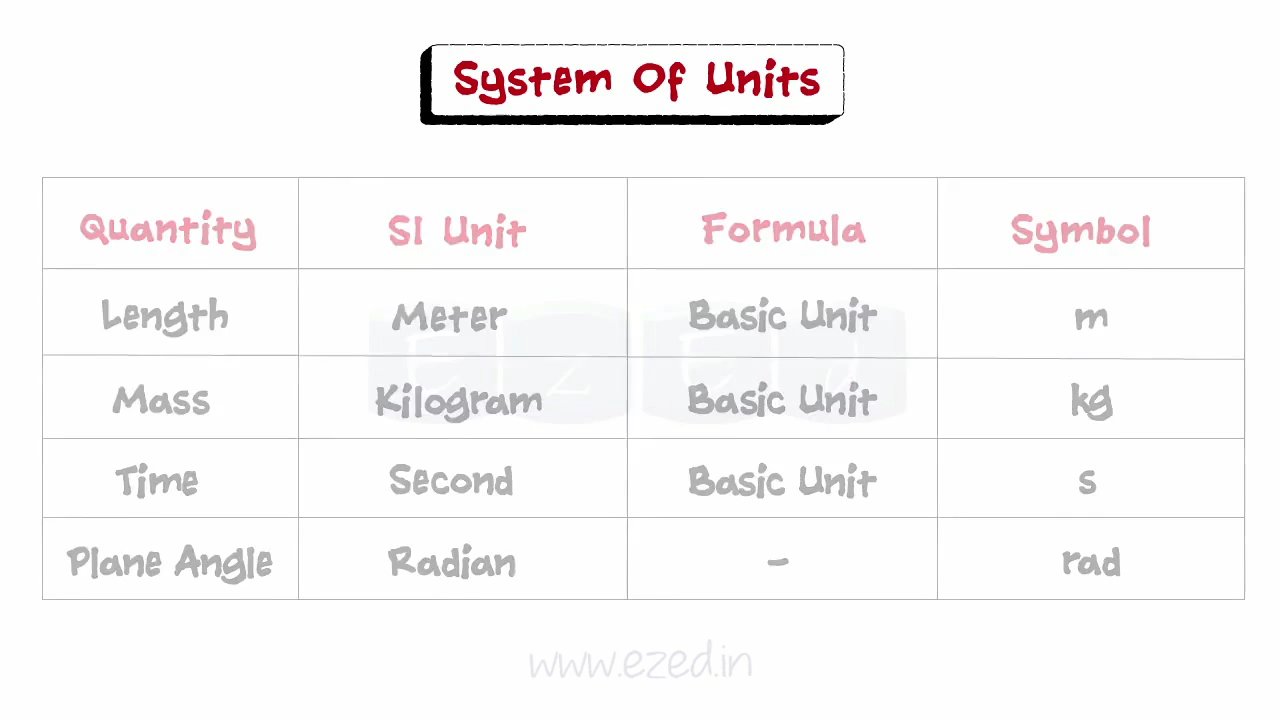 System Of Units
Quantity SI Unit Formula Symbol
Length Meter Basic Unit m
Mass Kilogram Basic Unit kg
Time Second Basic Unit s
Plane Angle Radian – rad
EzEd
www.ezed.in